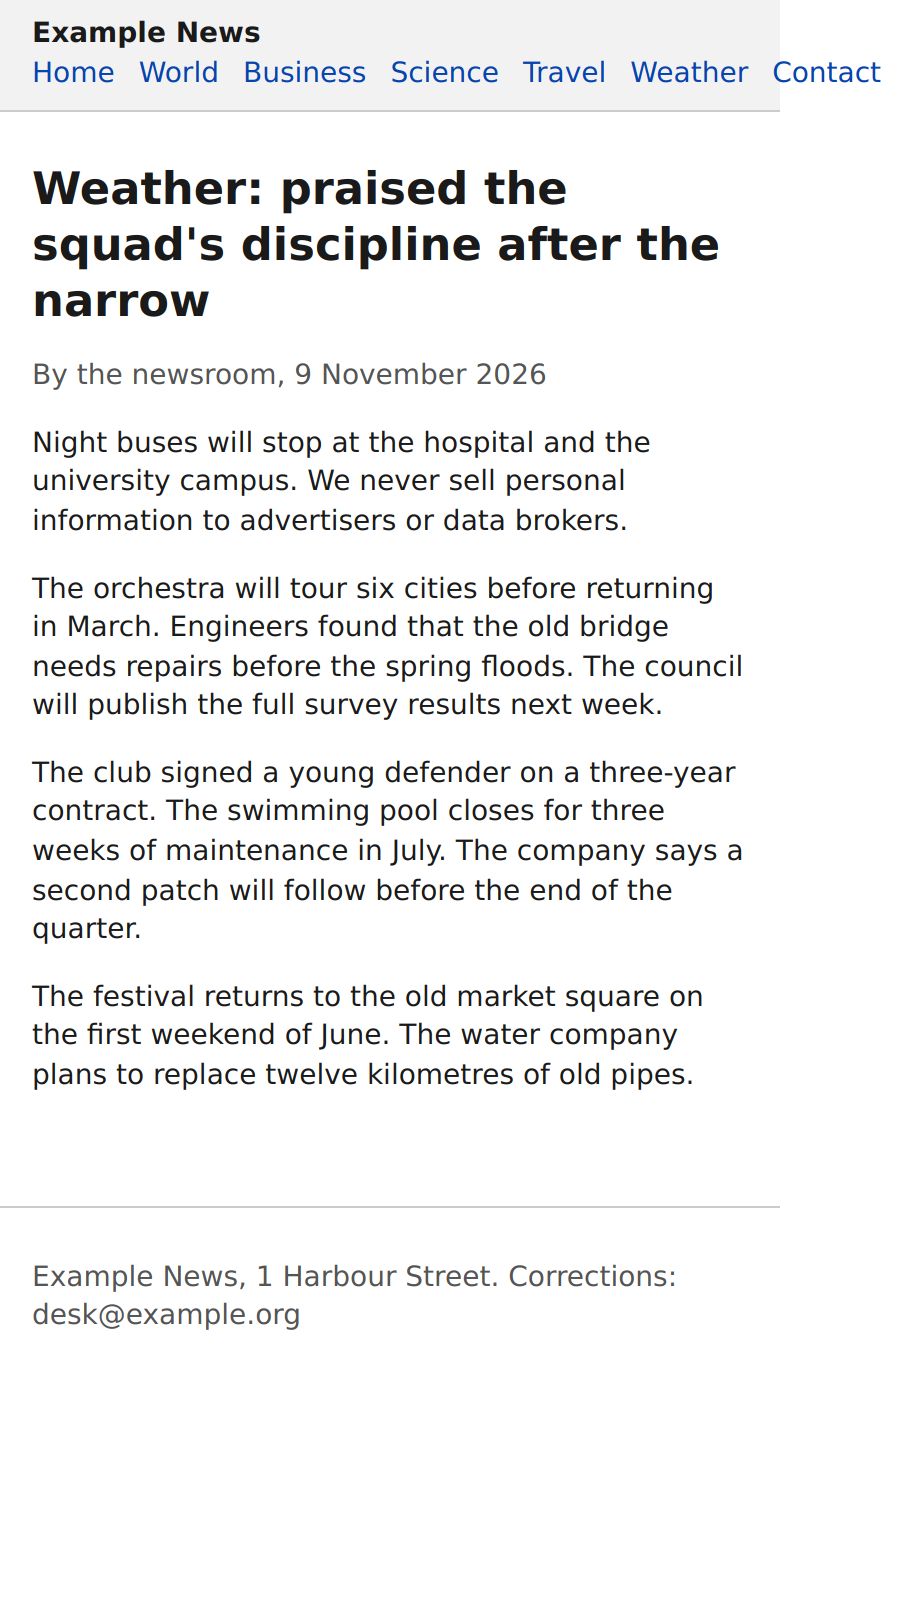 Example News
Home World Business Science Travel Weather Contact
Weather: praised the
squad's discipline after the
narrow
By the newsroom, 9 November 2026
Night buses will stop at the hospital and the
university campus. We never sell personal
information to advertisers or data brokers.
The orchestra will tour six cities before returning
in March. Engineers found that the old bridge
needs repairs before the spring floods. The council
will publish the full survey results next week.
The club signed a young defender on a three-year
contract. The swimming pool closes for three
weeks of maintenance in July. The company says a
second patch will follow before the end of the
quarter.
The festival returns to the old market square on
the first weekend of June. The water company
plans to replace twelve kilometres of old pipes.
Example News, 1 Harbour Street. Corrections:
desk@example.org